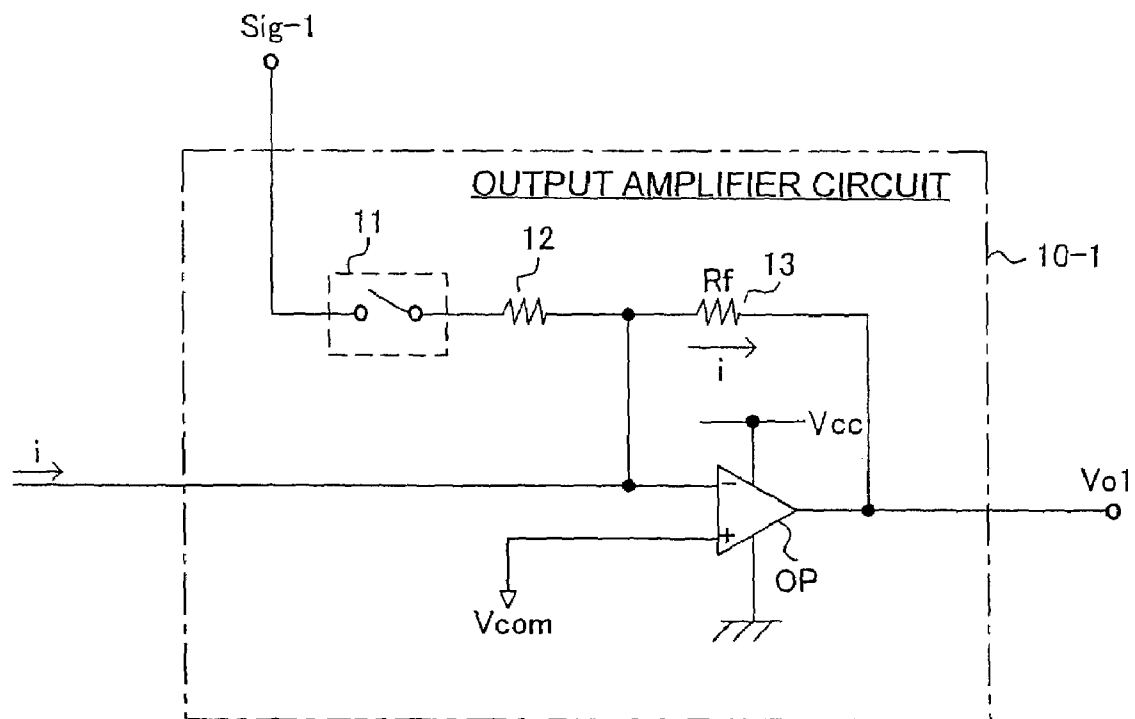 Sig-1
OUTPUT AMPLIFIER CIRCUIT
11
12
Rf
13
10-1
i
Vcc
i
Vo1
-
+
OP
Vcom